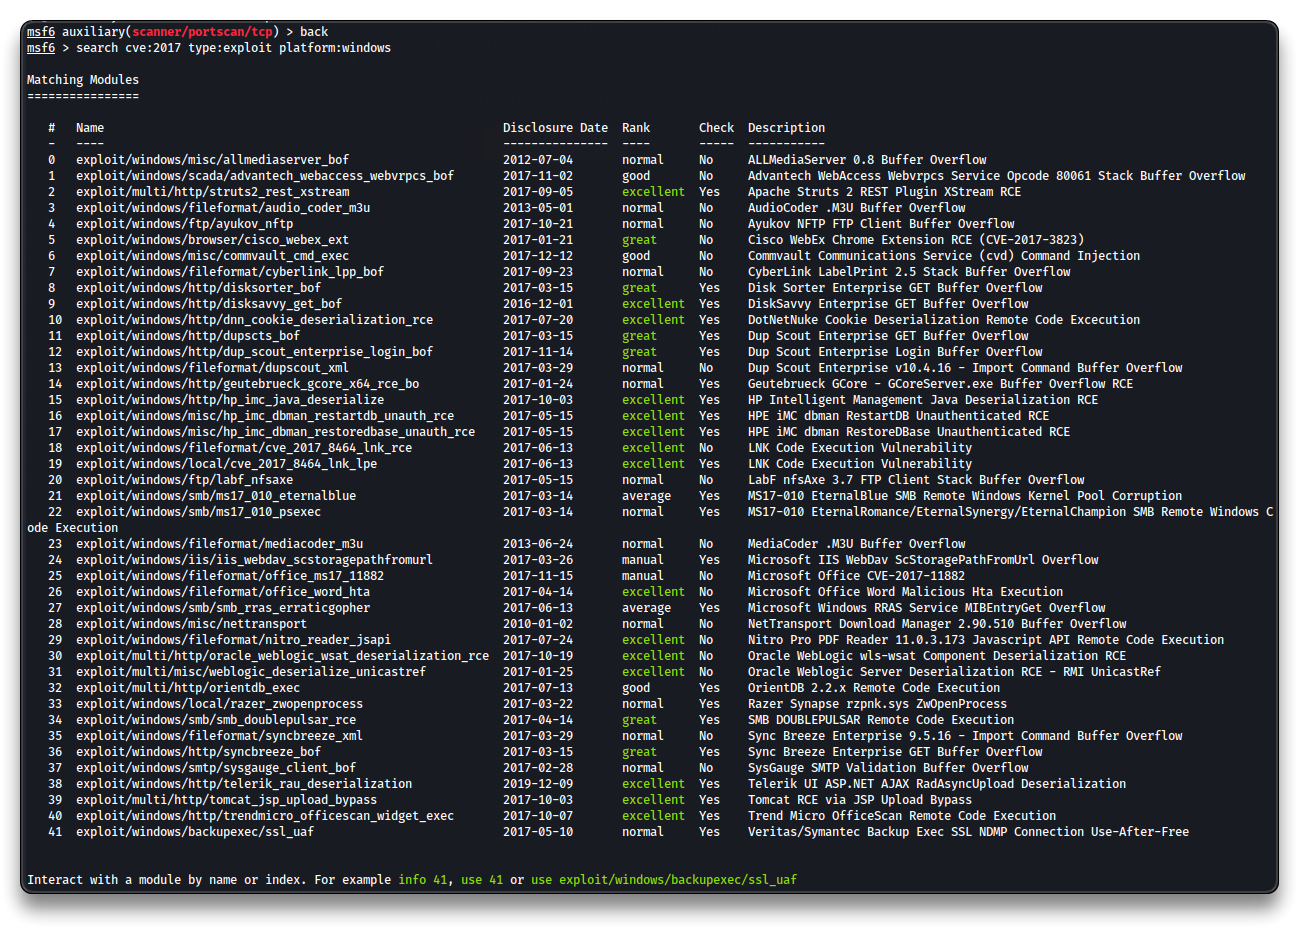 msf6 auxiliary(scanner/portscan/tcp) > back
msf6 > search cve:2017 type:exploit platform:windows
Matching Modules
================
# Name Disclosure Date Rank Check Description
- ---- --------------- ---- ----- -----------
0 exploit/windows/misc/allmediaserver_bof 2012-07-04 normal No ALLMediaServer 0.8 Buffer Overflow
1 exploit/windows/scada/advantech_webaccess_webvrpcs_bof 2017-11-02 good No Advantech WebAccess Webvrpcs Service Opcode 80061 Stack Buffer Overflow
2 exploit/multi/http/struts2_rest_xstream 2017-09-05 excellent Yes Apache Struts 2 REST Plugin XStream RCE
3 exploit/windows/fileformat/audio_coder_m3u 2013-05-01 normal No AudioCoder .M3U Buffer Overflow
4 exploit/windows/ftp/ayukov_nftp 2017-10-21 normal No Ayukov NFTP FTP Client Buffer Overflow
5 exploit/windows/browser/cisco_webex_ext 2017-01-21 great No Cisco WebEx Chrome Extension RCE (CVE-2017-3823)
6 exploit/windows/misc/commvault_cmd_exec 2017-12-12 good No Commvault Communications Service (cvd) Command Injection
7 exploit/windows/fileformat/cyberlink_lpp_bof 2017-09-23 normal No CyberLink LabelPrint 2.5 Stack Buffer Overflow
8 exploit/windows/http/disksorter_bof 2017-03-15 great Yes Disk Sorter Enterprise GET Buffer Overflow
9 exploit/windows/http/disksavvy_get_bof 2016-12-01 excellent Yes DiskSavvy Enterprise GET Buffer Overflow
10 exploit/windows/http/dnn_cookie_deserialization_rce 2017-07-20 excellent Yes DotNetNuke Cookie Deserialization Remote Code Excecution
11 exploit/windows/http/dupscts_bof 2017-03-15 great Yes Dup Scout Enterprise GET Buffer Overflow
12 exploit/windows/http/dup_scout_enterprise_login_bof 2017-11-14 great Yes Dup Scout Enterprise Login Buffer Overflow
13 exploit/windows/fileformat/dupscout_xml 2017-03-29 normal No Dup Scout Enterprise v10.4.16 - Import Command Buffer Overflow
14 exploit/windows/http/geutebrueck_gcore_x64_rce_bo 2017-01-24 normal Yes Geutebrueck GCore - GCoreServer.exe Buffer Overflow RCE
15 exploit/windows/http/hp_imc_java_deserialize 2017-10-03 excellent Yes HP Intelligent Management Java Deserialization RCE
16 exploit/windows/misc/hp_imc_dbman_restartdb_unauth_rce 2017-05-15 excellent Yes HPE iMC dbman RestartDB Unauthenticated RCE
17 exploit/windows/misc/hp_imc_dbman_restoredbase_unauth_rce 2017-05-15 excellent Yes HPE iMC dbman RestoreDBase Unauthenticated RCE
18 exploit/windows/fileformat/cve_2017_8464_lnk_rce 2017-06-13 excellent No LNK Code Execution Vulnerability
19 exploit/windows/local/cve_2017_8464_lnk_lpe 2017-06-13 excellent Yes LNK Code Execution Vulnerability
20 exploit/windows/ftp/labf_nfsaxe 2017-05-15 normal No LabF nfsAxe 3.7 FTP Client Stack Buffer Overflow
21 exploit/windows/smb/ms17_010_eternalblue 2017-03-14 average Yes MS17-010 EternalBlue SMB Remote Windows Kernel Pool Corruption
22 exploit/windows/smb/ms17_010_psexec 2017-03-14 normal Yes MS17-010 EternalRomance/EternalSynergy/EternalChampion SMB Remote Windows C
ode Execution
23 exploit/windows/fileformat/mediacoder_m3u 2013-06-24 normal No MediaCoder .M3U Buffer Overflow
24 exploit/windows/iis/iis_webdav_scstoragepathfromurl 2017-03-26 manual Yes Microsoft IIS WebDav ScStoragePathFromUrl Overflow
25 exploit/windows/fileformat/office_ms17_11882 2017-11-15 manual No Microsoft Office CVE-2017-11882
26 exploit/windows/fileformat/office_word_hta 2017-04-14 excellent No Microsoft Office Word Malicious Hta Execution
27 exploit/windows/smb/smb_rras_erraticgopher 2017-06-13 average Yes Microsoft Windows RRAS Service MIBEntryGet Overflow
28 exploit/windows/misc/nettransport 2010-01-02 normal No NetTransport Download Manager 2.90.510 Buffer Overflow
29 exploit/windows/fileformat/nitro_reader_jsapi 2017-07-24 excellent No Nitro Pro PDF Reader 11.0.3.173 Javascript API Remote Code Execution
30 exploit/multi/http/oracle_weblogic_wsat_deserialization_rce 2017-10-19 excellent No Oracle WebLogic wls-wsat Component Deserialization RCE
31 exploit/multi/misc/weblogic_deserialize_unicastref 2017-01-25 excellent No Oracle Weblogic Server Deserialization RCE - RMI UnicastRef
32 exploit/multi/http/orientdb_exec 2017-07-13 good Yes OrientDB 2.2.x Remote Code Execution
33 exploit/windows/local/razer_zwopenprocess 2017-03-22 normal Yes Razer Synapse rzpnk.sys ZwOpenProcess
34 exploit/windows/smb/smb_doublepulsar_rce 2017-04-14 great Yes SMB DOUBLEPULSAR Remote Code Execution
35 exploit/windows/fileformat/syncbreeze_xml 2017-03-29 normal No Sync Breeze Enterprise 9.5.16 - Import Command Buffer Overflow
36 exploit/windows/http/syncbreeze_bof 2017-03-15 great Yes Sync Breeze Enterprise GET Buffer Overflow
37 exploit/windows/smtp/sysgauge_client_bof 2017-02-28 normal No SysGauge SMTP Validation Buffer Overflow
38 exploit/windows/http/telerik_rau_deserialization 2019-12-09 excellent Yes Telerik UI ASP.NET AJAX RadAsyncUpload Deserialization
39 exploit/multi/http/tomcat_jsp_upload_bypass 2017-10-03 excellent Yes Tomcat RCE via JSP Upload Bypass
40 exploit/windows/http/trendmicro_officescan_widget_exec 2017-10-07 excellent Yes Trend Micro OfficeScan Remote Code Execution
41 exploit/windows/backupexec/ssl_uaf 2017-05-10 normal Yes Veritas/Symantec Backup Exec SSL NDMP Connection Use-After-Free
Interact with a module by name or index. For example info 41, use 41 or use exploit/windows/backupexec/ssl_uaf